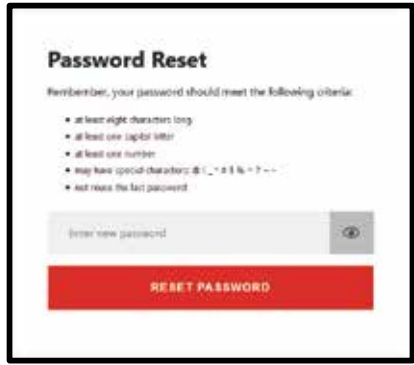 Password Reset
Rembember, your password should meet the following criteria:
• at least eight characters long
• at least one capital letter
• at least one number
• may have special characters:
• not reuse the last password
Enter new password
RESET PASSWORD